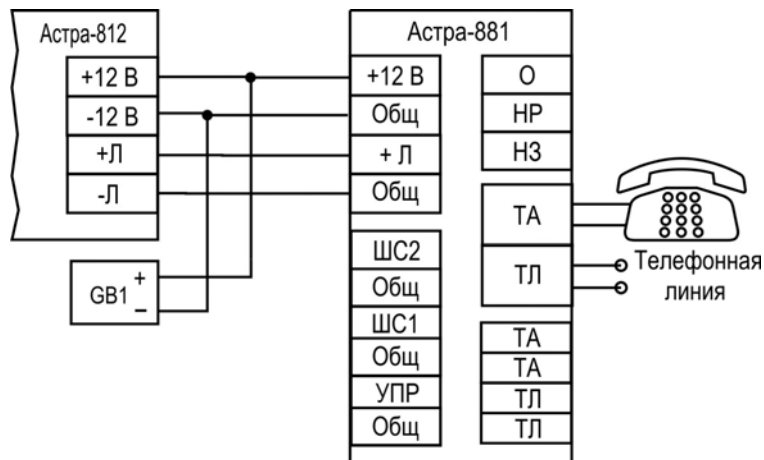 Астра-812
+12 В
-12 В
+Л
-Л
GB1
+
−
Астра-881
+12 В
Общ
+ Л
Общ
ШС2
Общ
ШС1
Общ
УПР
Общ
О
НР
НЗ
ТА
ТЛ
ТА
ТА
ТЛ
ТЛ
Телефонная
линия